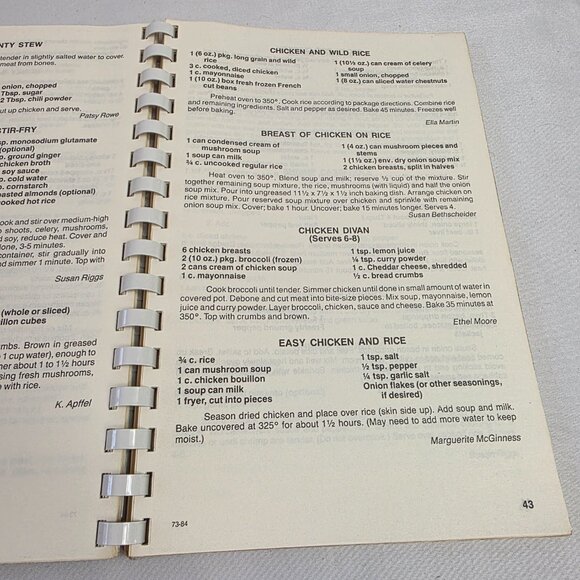 NTY STEW
tender in slightly salted water to cover.
meat from bones.
onion, chopped
Tbsp. sugar
2 Tbsp. chili powder
ut up chicken and serve.
Patsy Rowe
STIR-FRY
p. monosodium glutamate
(optional)
p. ground ginger
chicken broth
soy sauce
p. cold water
p. cornstarch
oasted almonds (optional)
cooked hot rice
ook and stir over medium-high
shoots, celery, mushrooms,
d soy, reduce heat. Cover and
done, 3-5 minutes.
container, stir gradually into
nd simmer 1 minute. Top with
Susan Riggs
(whole or sliced)
illon cubes
mbs. Brown in greased
1 cup water), enough to
er about 1 to 1½ hours
sing fresh mushrooms,
with rice.
K. Apffel
CHICKEN AND WILD RICE
1 (6 oz.) pkg. long grain and wild
rice
3 c. cooked, diced chicken
1 c. mayonnaise
1 (10 oz.) box fresh frozen French
cut beans
1 (10½ oz.) can cream of celery
soup
1 small onion, chopped
1 (8 oz.) can sliced water chestnuts
Preheat oven to 350°. Cook rice according to package directions. Combine rice
and remaining ingredients. Salt and pepper as desired. Bake 45 minutes. Freezes well
before baking.
Ella Martin
BREAST OF CHICKEN ON RICE
1 can condensed cream of
mushroom soup
1 soup can milk
¾ c. uncooked regular rice
1 (4 oz.) can mushroom pieces and
stems
1 (1½ oz.) env. dry onion soup mix
2 chicken breasts, split in halves
Heat oven to 350°. Blend soup and milk; reserve ½ cup of the mixture. Stir
together remaining soup mixture, the rice, mushrooms (with liquid) and half the onion
soup mix. Pour into ungreased 11½ x 7½ x 1½ inch baking dish. Arrange chicken on
rice mixture. Pour reserved soup mixture over chicken and sprinkle with remaining
onion soup mix. Cover; bake 1 hour. Uncover; bake 15 minutes longer. Serves 4.
Susan Bethscheider
CHICKEN DIVAN
(Serves 6-8)
6 chicken breasts
2 (10 oz.) pkg. broccoli (frozen)
2 cans cream of chicken soup
1 c. mayonnaise
1 tsp. lemon juice
¼ tsp. curry powder
1 c. Cheddar cheese, shredded
½ c. bread crumbs
Cook broccoli until tender. Simmer chicken until done in small amount of water in
covered pot. Debone and cut meat into bite-size pieces. Mix soup, mayonnaise, lemon
juice and curry powder. Layer broccoli, chicken, sauce and cheese. Bake 35 minutes at
350°. Top with crumbs and brown.
Ethel Moore
EASY CHICKEN AND RICE
¾ c. rice
1 can mushroom soup
1 c. chicken bouillon
1 soup can milk
1 fryer, cut into pieces
1 tsp. salt
½ tsp. pepper
¼ tsp. garlic salt
Onion flakes (or other seasonings,
if desired)
Season dried chicken and place over rice (skin side up). Add soup and milk.
Bake uncovered at 325° for about 1½ hours. (May need to add more water to keep
moist.)
Marguerite McGinness
73-84
43